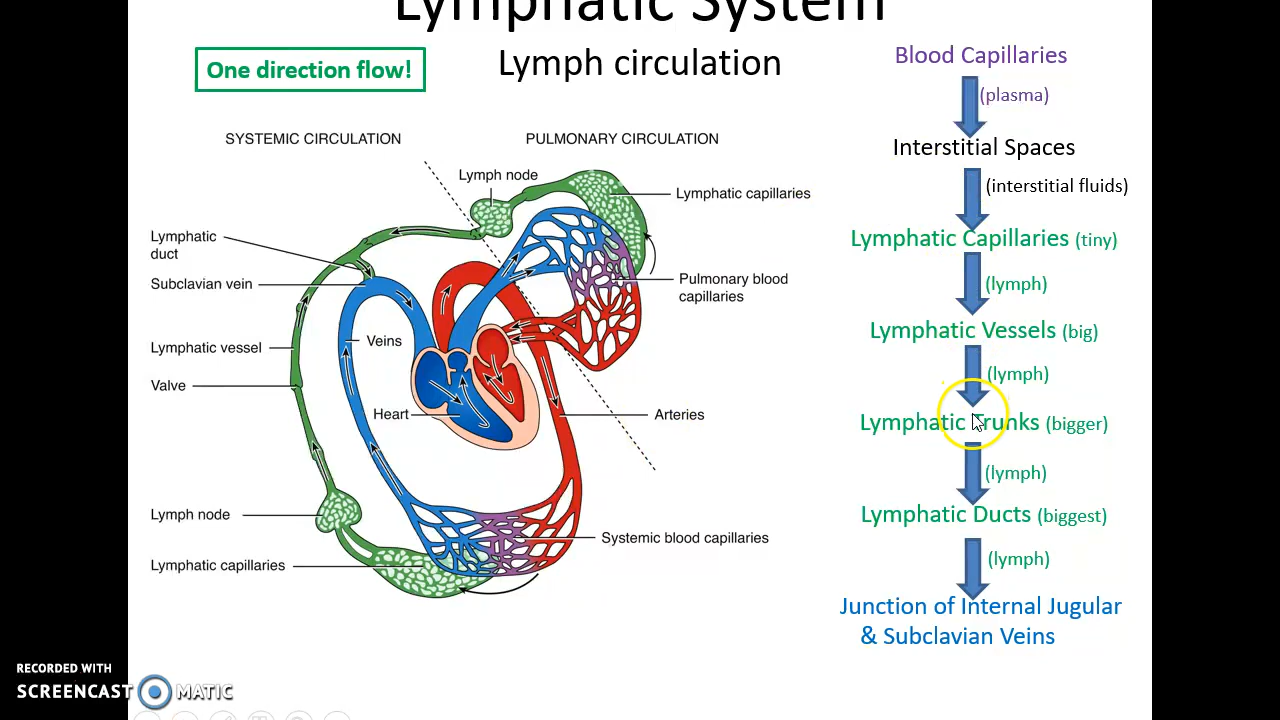 Lymphatic System
One direction flow!
Lymph circulation
SYSTEMIC CIRCULATION
PULMONARY CIRCULATION
Lymph node
Lymphatic capillaries
Lymphatic
duct
Subclavian vein
Pulmonary blood
capillaries
Veins
Lymphatic vessel
Valve
Heart
Arteries
Lymph node
Systemic blood capillaries
Lymphatic capillaries
Blood Capillaries
(plasma)
Interstitial Spaces
(interstitial fluids)
Lymphatic Capillaries (tiny)
(lymph)
Lymphatic Vessels (big)
(lymph)
Lymphatic Trunks (bigger)
(lymph)
Lymphatic Ducts (biggest)
(lymph)
Junction of Internal Jugular
& Subclavian Veins
RECORDED WITH
SCREENCAST MATIC